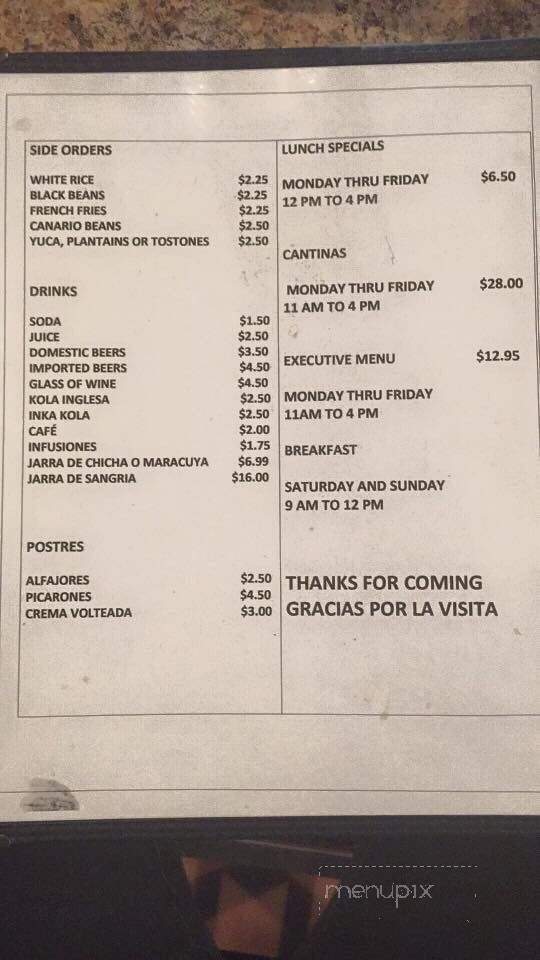 SIDE ORDERS
WHITE RICE $2.25
BLACK BEANS $2.25
FRENCH FRIES $2.25
CANARIO BEANS $2.50
YUCA, PLANTAINS OR TOSTONES $2.50
DRINKS
SODA $1.50
JUICE $2.50
DOMESTIC BEERS $3.50
IMPORTED BEERS $4.50
GLASS OF WINE $4.50
KOLA INGLESA $2.50
INKA KOLA $2.50
CAFÉ $2.00
INFUSIONES $1.75
JARRA DE CHICHA O MARACUYA $6.99
JARRA DE SANGRIA $16.00
POSTRES
ALFAJORES $2.50
PICARONES $4.50
CREMA VOLTEADA $3.00
LUNCH SPECIALS
MONDAY THRU FRIDAY $6.50
12 PM TO 4 PM
CANTINAS
MONDAY THRU FRIDAY $28.00
11 AM TO 4 PM
EXECUTIVE MENU $12.95
MONDAY THRU FRIDAY
11AM TO 4 PM
BREAKFAST
SATURDAY AND SUNDAY
9 AM TO 12 PM
THANKS FOR COMING
GRACIAS POR LA VISITA
menupix